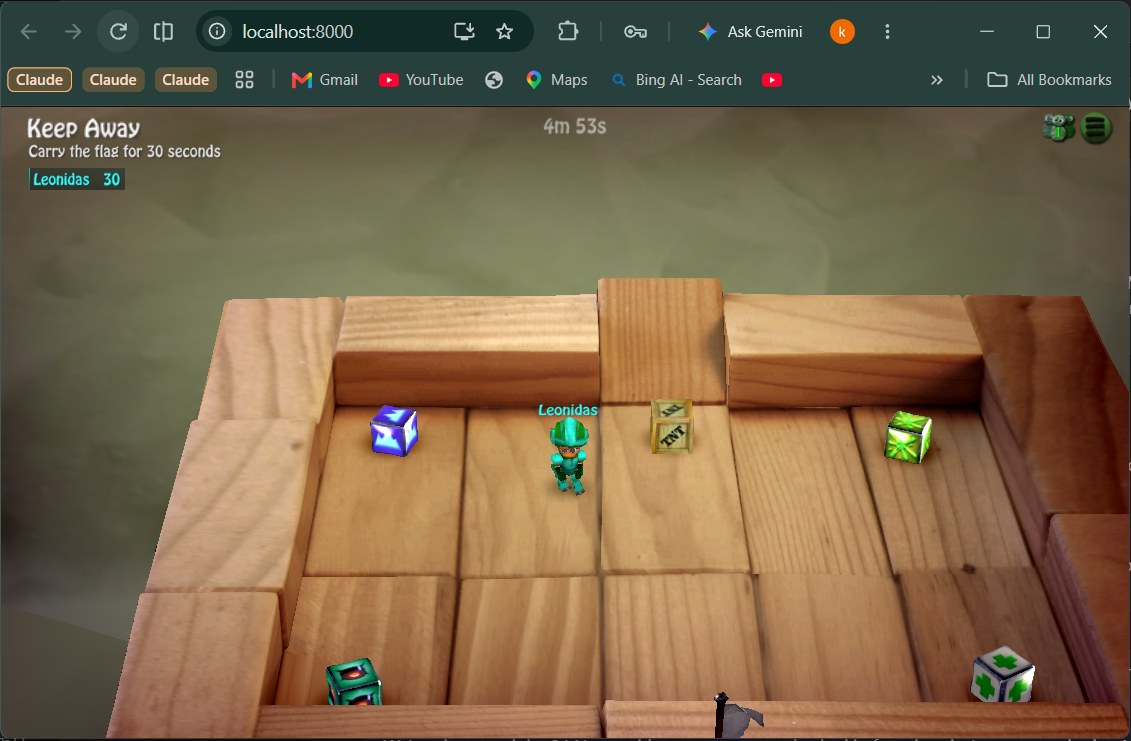 localhost:8000
Ask Gemini
k
Claude
Claude
Claude
Gmail
YouTube
Maps
Bing AI - Search
»
All Bookmarks
Keep Away
4m 53s
1
Carry the flag for 30 seconds
Leonidas 30
Leonidas
TNT